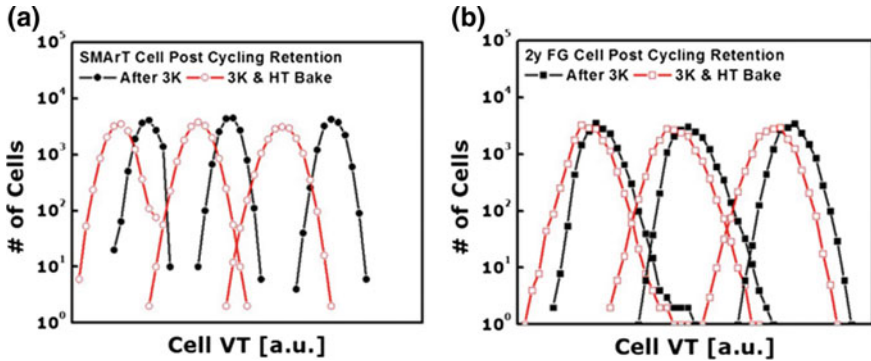 (a)
SMArT Cell Post Cycling Retention
After 3K 3K & HT Bake
10⁵
10⁴
10³
10²
10¹
10⁰
# of Cells
Cell VT [a.u.]
(b)
2y FG Cell Post Cycling Retention
After 3K 3K & HT Bake
10⁵
10⁴
10³
10²
10¹
10⁰
# of Cells
Cell VT [a.u.]